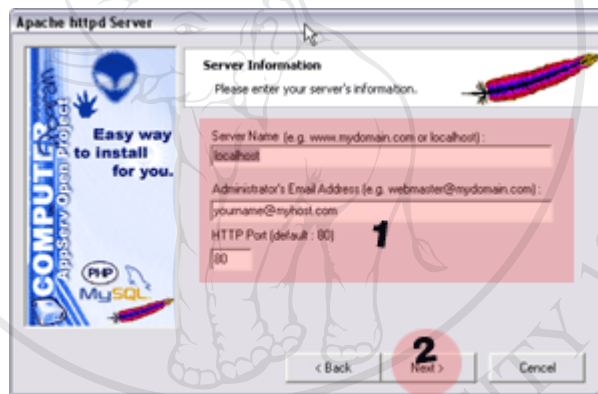 Apache httpd Server
Server Information
Please enter your server's information.
COMPUTER
AppServ Open Project
Easy way
to install
for you.
PHP
MySQL
Server Name (e.g. www.mydomain.com or localhost) :
localhost
Administrator's Email Address (e.g. webmaster@mydomain.com) :
yourname@myhost.com
HTTP Port (default : 80)
80
1
2
< Back
Next >
Cencel